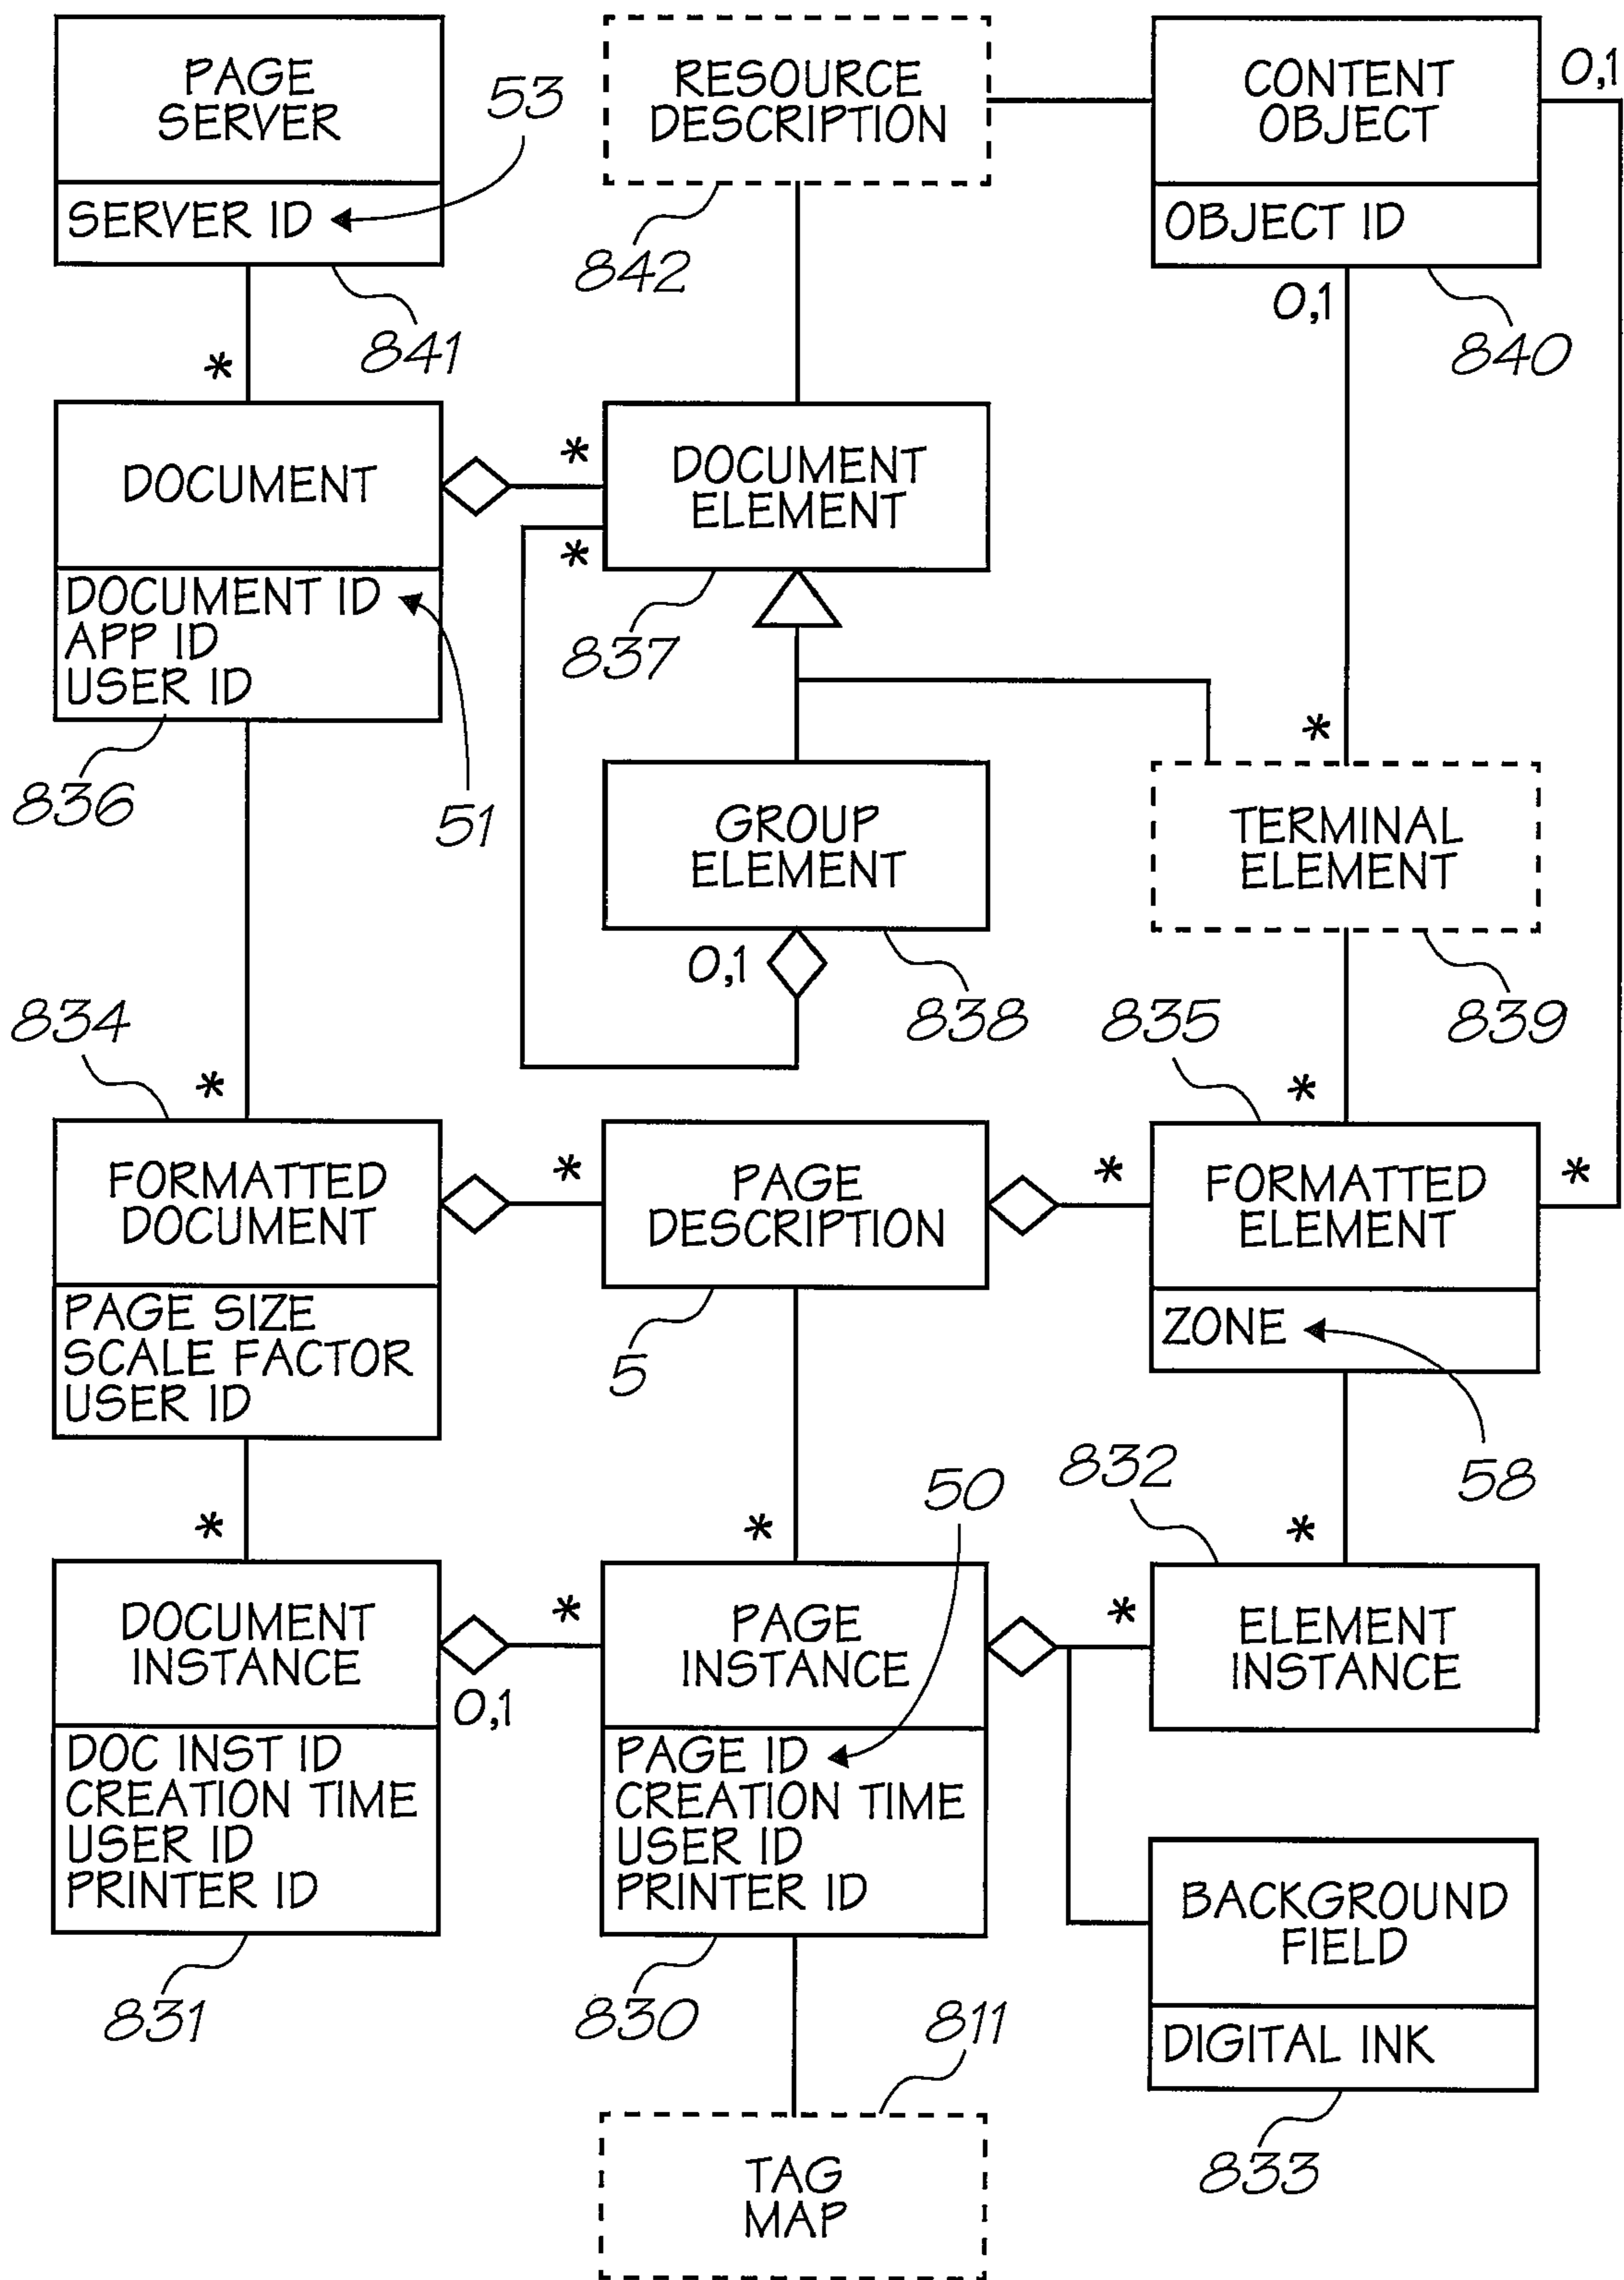 PAGE
SERVER
53
SERVER ID
841
*
RESOURCE
DESCRIPTION
842
CONTENT
OBJECT
0,1
OBJECT ID
0,1
840
DOCUMENT
*
DOCUMENT
ELEMENT
*
DOCUMENT ID
APP ID
USER ID
836
51
837
*
GROUP
ELEMENT
TERMINAL
ELEMENT
0,1
838
839
834
835
*
*
FORMATTED
DOCUMENT
*
PAGE
DESCRIPTION
*
FORMATTED
ELEMENT
*
PAGE SIZE
SCALE FACTOR
USER ID
5
ZONE
58
50
832
*
*
*
DOCUMENT
INSTANCE
0,1
*
PAGE
INSTANCE
*
ELEMENT
INSTANCE
DOC INST ID
CREATION TIME
USER ID
PRINTER ID
PAGE ID
CREATION TIME
USER ID
PRINTER ID
BACKGROUND
FIELD
DIGITAL INK
831
830
811
833
TAG
MAP